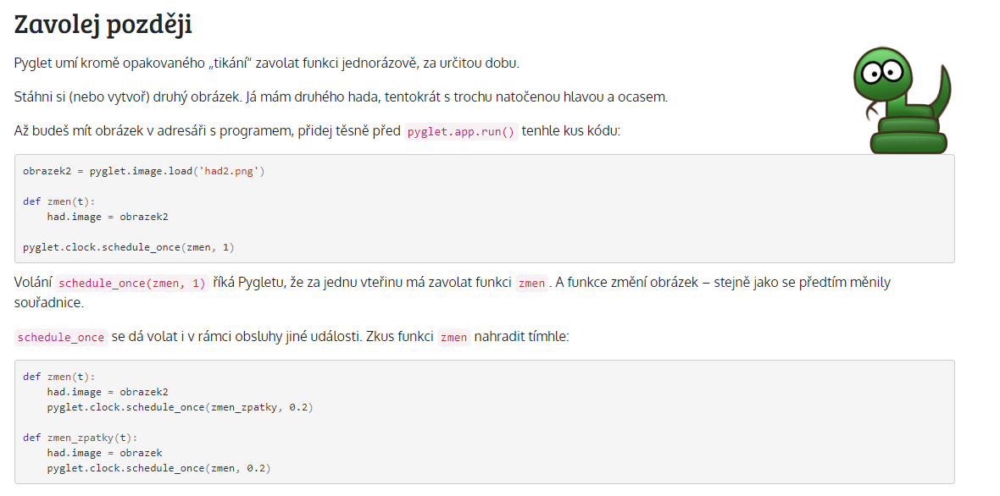 Zavolej později
Pyglet umí kromě opakovaného „tikání“ zavolat funkci jednorázově, za určitou dobu.
Stáhni si (nebo vytvoř) druhý obrázek. Já mám druhého hada, tentokrát s trochu natočenou hlavou a ocasem.
Až budeš mít obrázek v adresáři s programem, přidej těsně před pyglet.app.run() tenhle kus kódu:
obrazek2 = pyglet.image.load('had2.png')
def zmen(t):
    had.image = obrazek2
pyglet.clock.schedule_once(zmen, 1)
Volání schedule_once(zmen, 1) říká Pygletu, že za jednu vteřinu má zavolat funkci zmen. A funkce změní obrázek – stejně jako se předtím měnily
souřadnice.
schedule_once se dá volat i v rámci obsluhy jiné události. Zkus funkci zmen nahradit tímhle:
def zmen(t):
    had.image = obrazek2
    pyglet.clock.schedule_once(zmen_zpatky, 0.2)
def zmen_zpatky(t):
    had.image = obrazek
    pyglet.clock.schedule_once(zmen, 0.2)